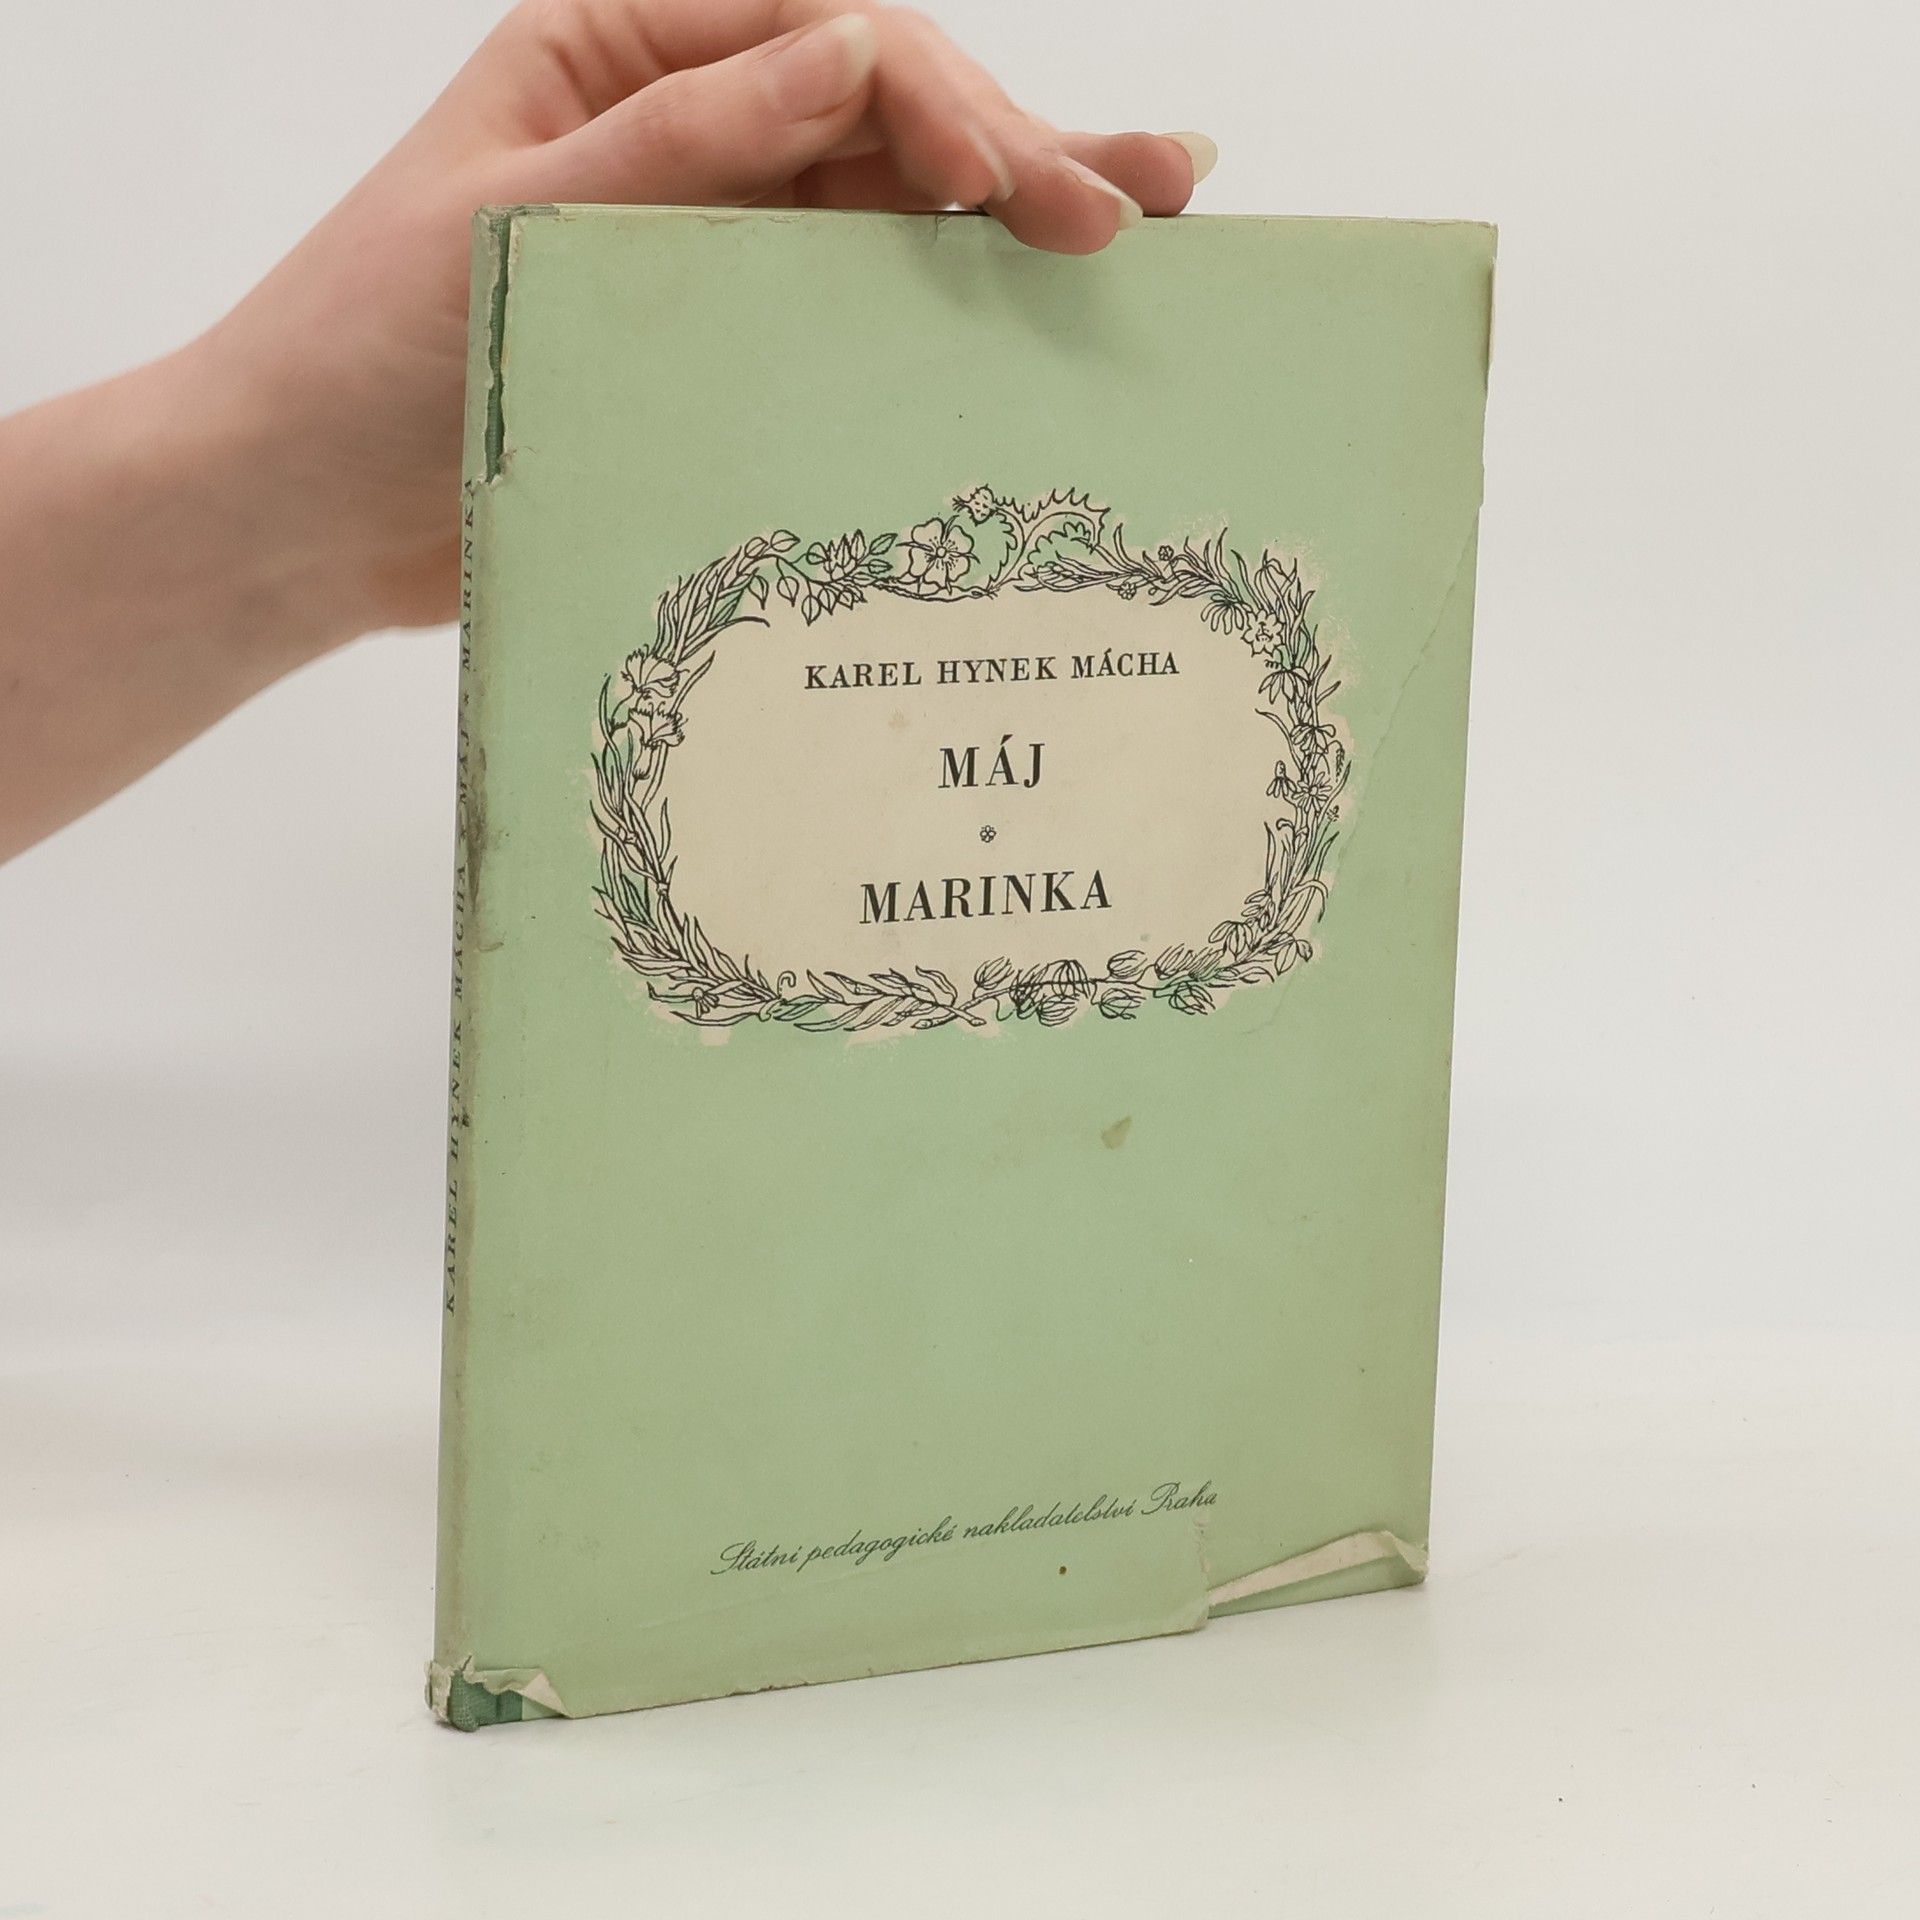 KAREL HYNEK MÁCHA
MÁJ
MARINKA
Státní pedagogické nakladatelství Praha
KAREL HYNEK MÁCHA * MÁJ * MARINKA